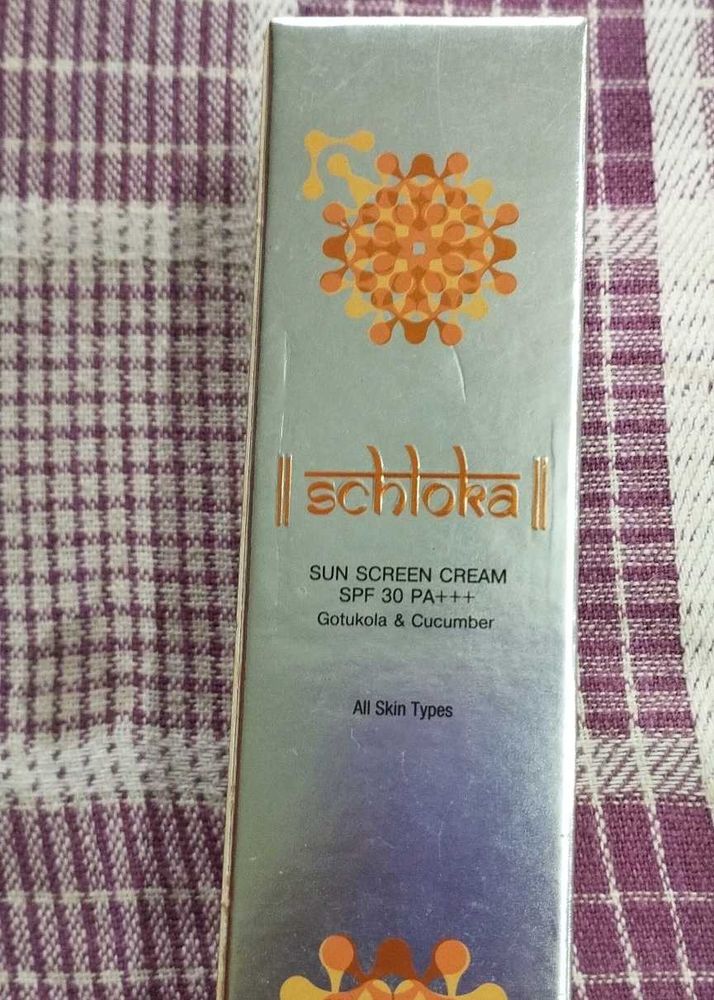 schloka
SUN SCREEN CREAM
SPF 30 PA+++
Gotukola & Cucumber
All Skin Types